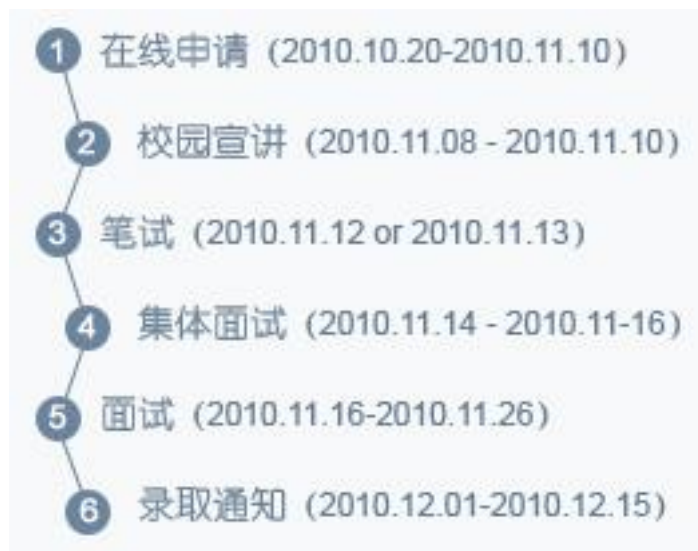 1 在线申请 (2010.10.20-2010.11.10)
2 校园宣讲 (2010.11.08 - 2010.11.10)
3 笔试 (2010.11.12 or 2010.11.13)
4 集体面试 (2010.11.14 - 2010.11-16)
5 面试 (2010.11.16-2010.11.26)
6 录取通知 (2010.12.01-2010.12.15)